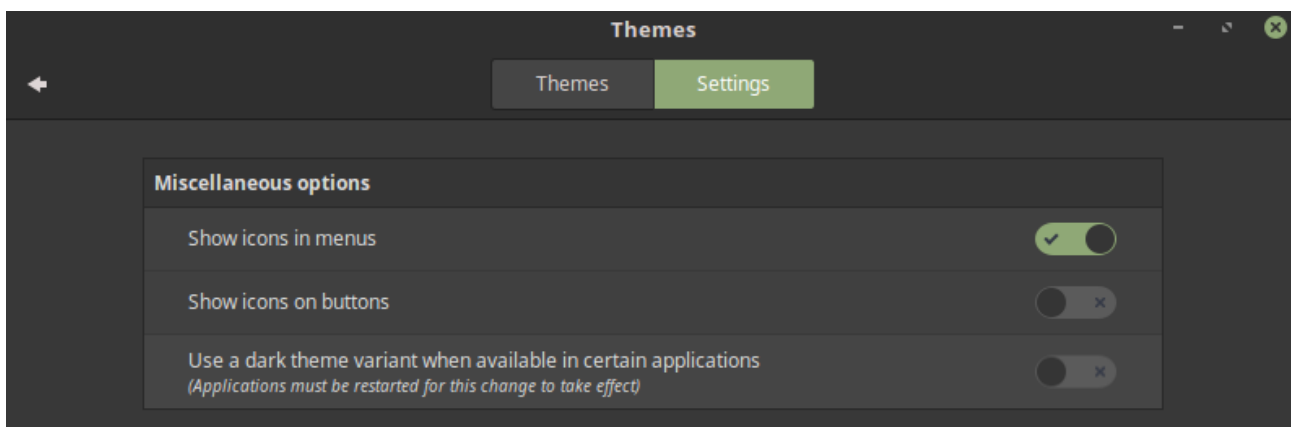 Themes
Themes
Settings
Miscellaneous options
Show icons in menus
Show icons on buttons
Use a dark theme variant when available in certain applications
(Applications must be restarted for this change to take effect)